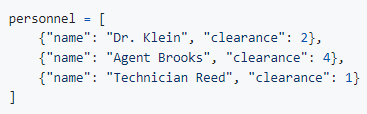 personnel = [
    {"name": "Dr. Klein", "clearance": 2},
    {"name": "Agent Brooks", "clearance": 4},
    {"name": "Technician Reed", "clearance": 1}
]